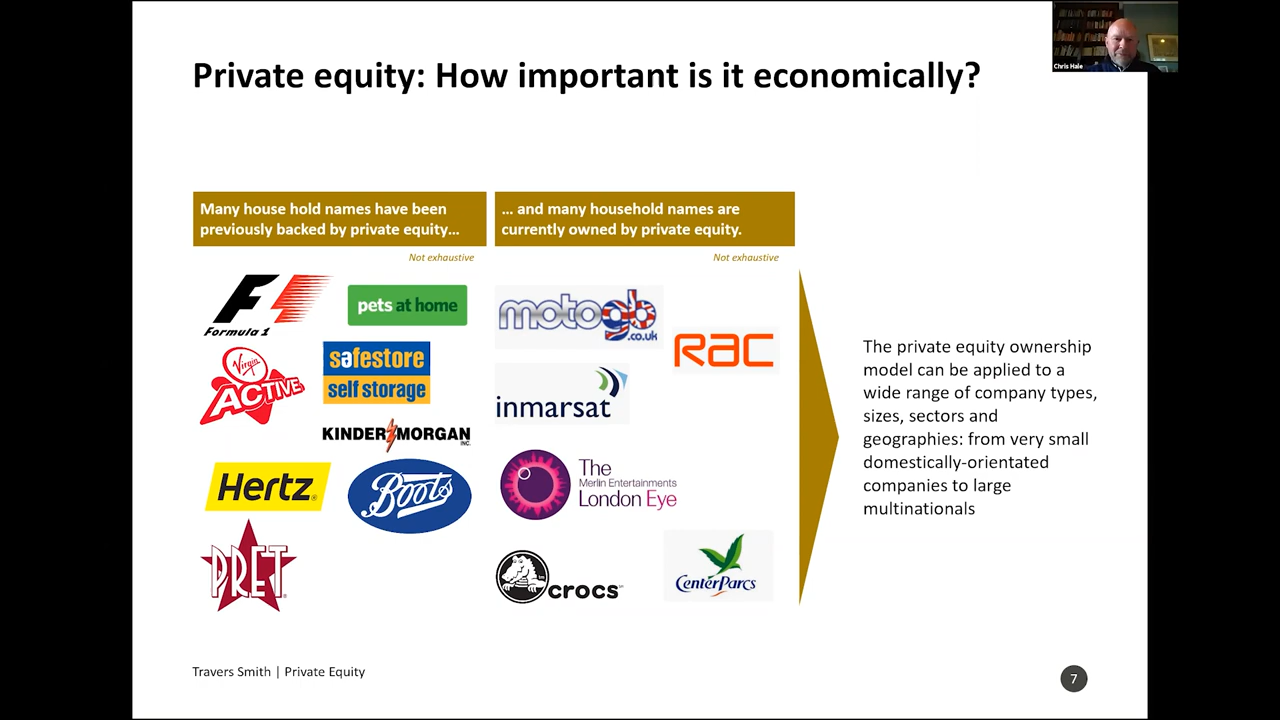 Private equity: How important is it economically?
Chris Hale
Many house hold names have been
previously backed by private equity...
... and many household names are
currently owned by private equity.
Not exhaustive
Not exhaustive
Formula 1
pets at home
Virgin
ACTIVE
safestore
self storage
KINDER MORGAN
INC.
Hertz
Boots
PRET
motogb
.co.uk
RAC
inmarsat
The
Merlin Entertainments
London Eye
crocs
CenterParcs
The private equity ownership
model can be applied to a
wide range of company types,
sizes, sectors and
geographies: from very small
domestically-orientated
companies to large
multinationals
Travers Smith | Private Equity
7